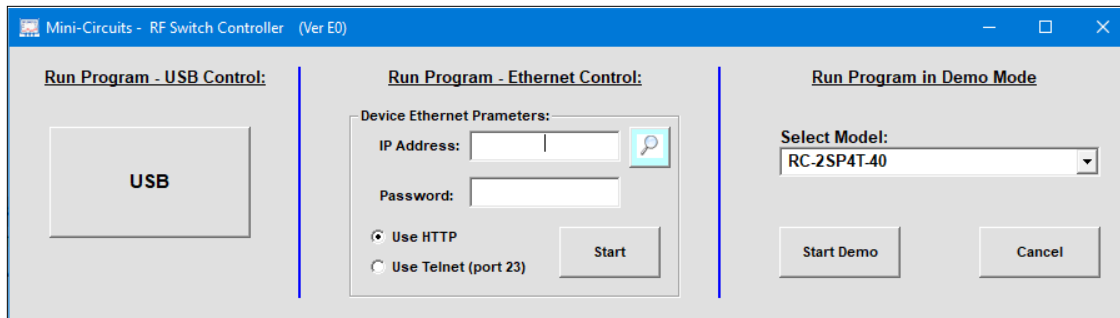 Mini-Circuits - RF Switch Controller (Ver E0)
Run Program - USB Control:
USB
Run Program - Ethernet Control:
Device Ethernet Prameters:
IP Address:
Password:
Use HTTP
Use Telnet (port 23)
Start
Run Program in Demo Mode
Select Model:
RC-2SP4T-40
Start Demo
Cancel